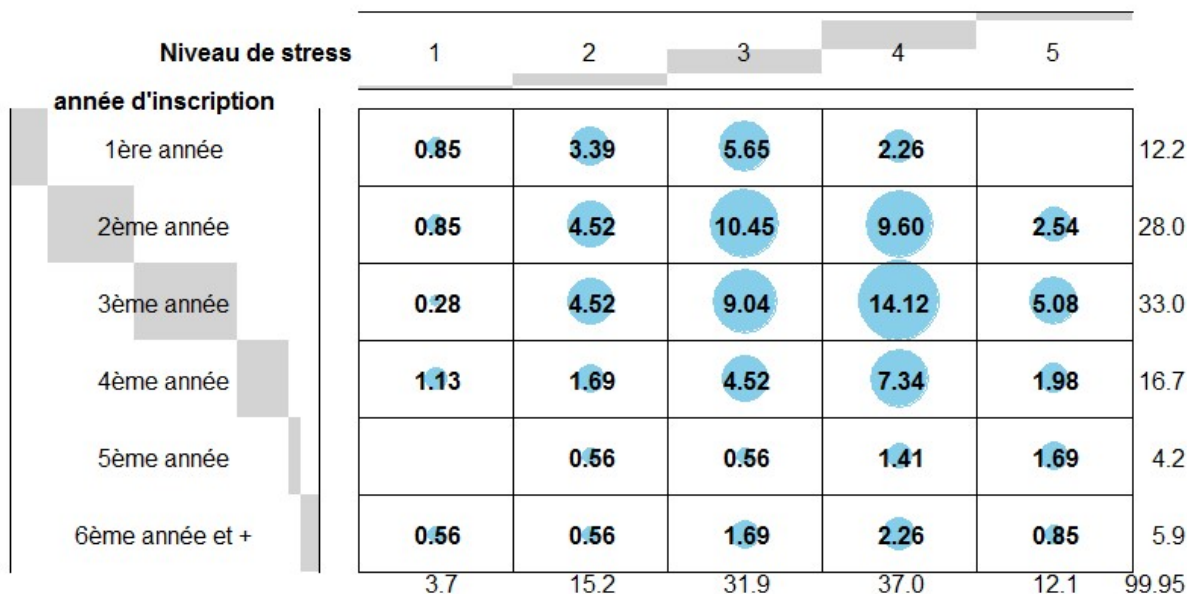 Niveau de stress 1 2 3 4 5
année d'inscription
1ère année 0.85 3.39 5.65 2.26 12.2
2ème année 0.85 4.52 10.45 9.60 2.54 28.0
3ème année 0.28 4.52 9.04 14.12 5.08 33.0
4ème année 1.13 1.69 4.52 7.34 1.98 16.7
5ème année 0.56 0.56 1.41 1.69 4.2
6ème année et + 0.56 0.56 1.69 2.26 0.85 5.9
3.7 15.2 31.9 37.0 12.1 99.95